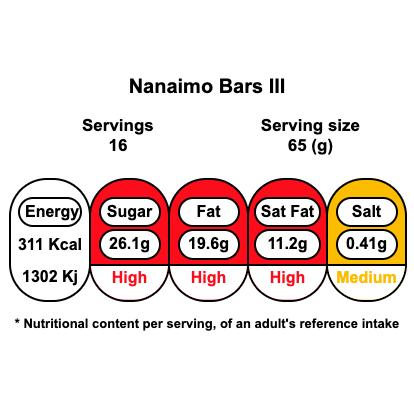 Nanaimo Bars III
Servings Serving size
16 65 (g)
Energy Sugar Fat Sat Fat Salt
311 Kcal 26.1g 19.6g 11.2g 0.41g
1302 Kj High High High Medium
* Nutritional content per serving, of an adult's reference intake